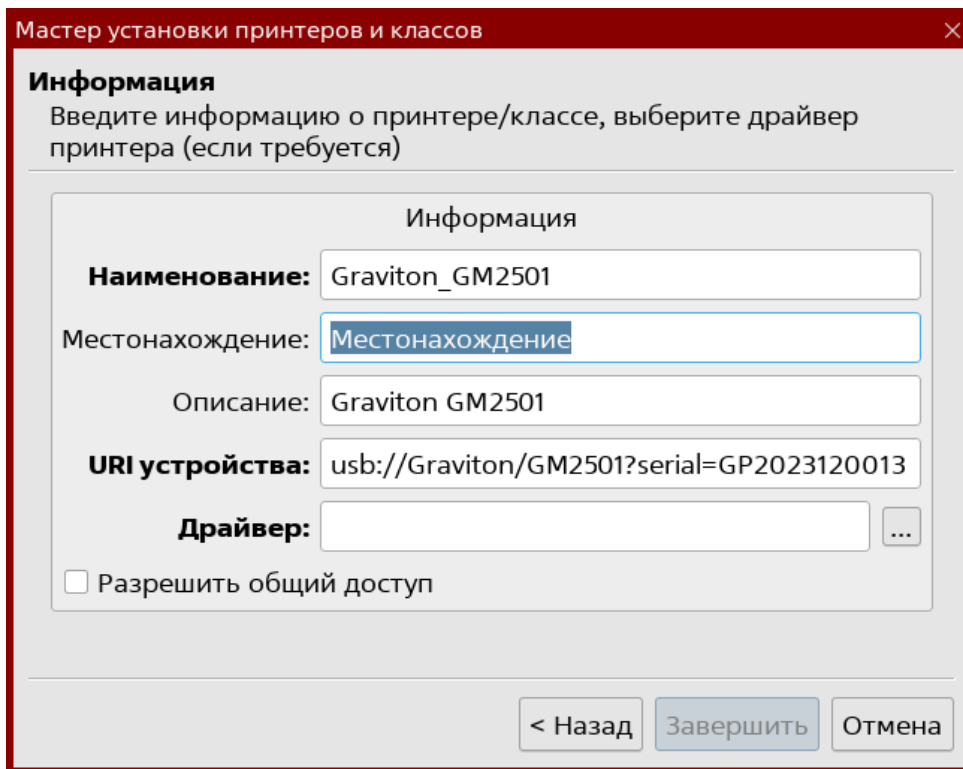 Мастер установки принтеров и классов
Информация
Введите информацию о принтере/классе, выберите драйвер
принтера (если требуется)
Информация
Наименование: Graviton_GM2501
Местонахождение: Местонахождение
Описание: Graviton GM2501
URI устройства: usb://Graviton/GM2501?serial=GP2023120013
Драйвер: ...
Разрешить общий доступ
< Назад Завершить Отмена